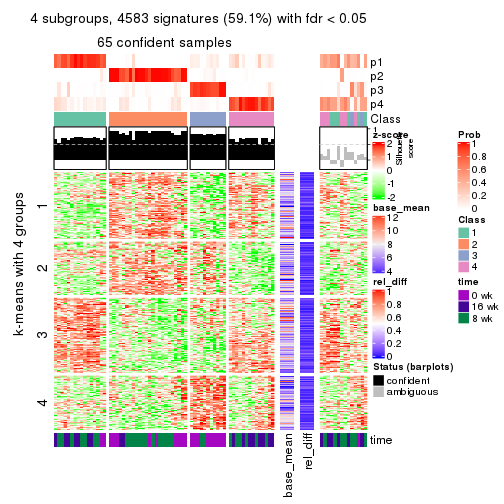 4 subgroups, 4583 signatures (59.1%) with fdr < 0.05
65 confident samples
p1
p2
p3
p4
Class
1
Silhouette score
k-means with 4 groups
1
2
3
4
time
base_mean
rel_diff
z-score
2
1
0
-1
-2
base_mean
12
10
8
6
4
rel_diff
1
0.8
0.6
0.4
0.2
0
Status (barplots)
confident
ambiguous
Prob
1
0.8
0.6
0.4
0.2
0
Class
1
2
3
4
time
0 wk
16 wk
8 wk